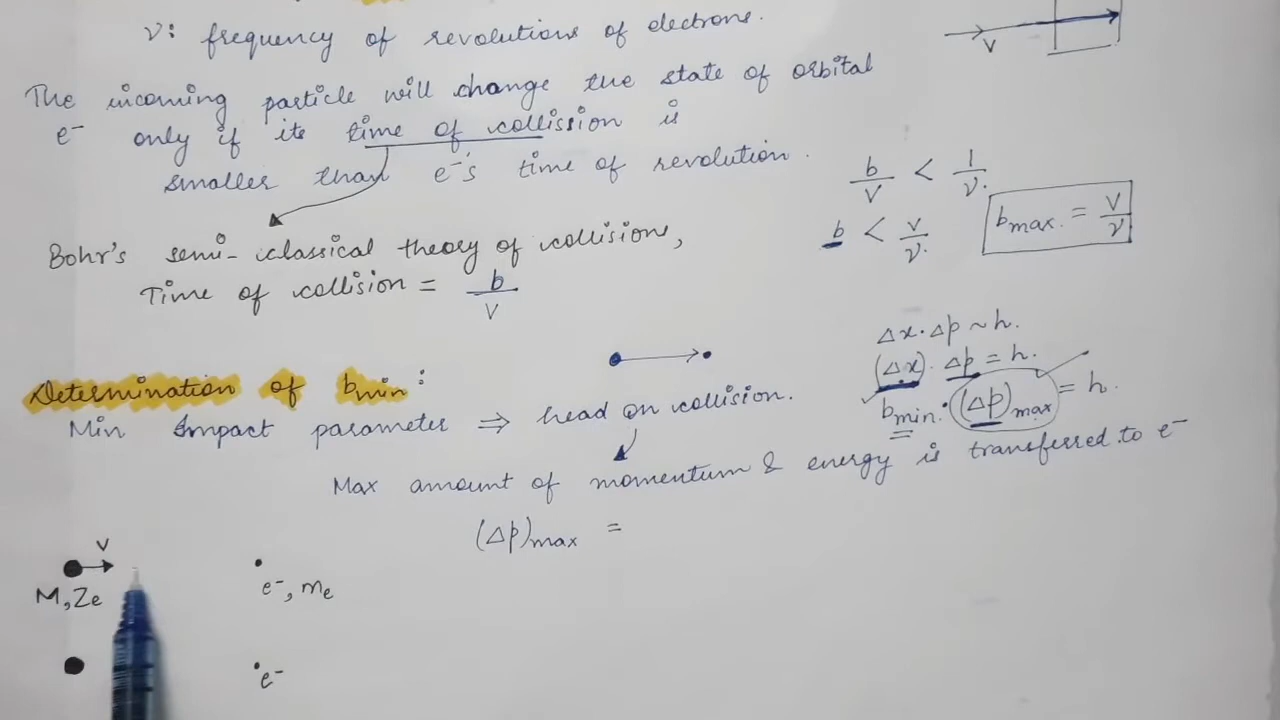 ν: frequency of revolutions of electrons.
V
The incoming particle will change the state of orbital
e⁻ only if its time of collission is
smaller than e⁻'s time of revolution.
b/V < 1/ν.
b < V/ν.
bmax. = V/ν
Bohr's semi-classical theory of collisions,
Time of collision = b/V
Δx·Δp ~ h.
(Δx)·Δp = h.
bmin·(Δp)max = h.
Determination of bmin:
Min Impact parameter ⇒ head on collision.
Max amount of momentum & energy is transferred to e⁻
(Δp)max =
V
M, Ze
e⁻, me
e⁻